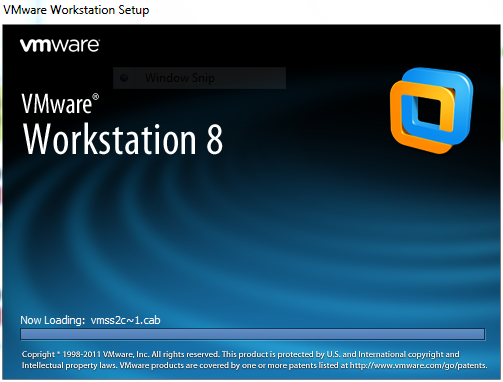 VMware Workstation Setup
vmware
Window Snip
VMware®
Workstation 8
Now Loading: vmss2c~1.cab
Copright © 1998-2011 VMware, Inc. All rights reserved. This product is protected by U.S. and International copyright and
Intellectual property laws. VMware products are covered by one or more patents listed at http://www.vmware.com/go/patents.